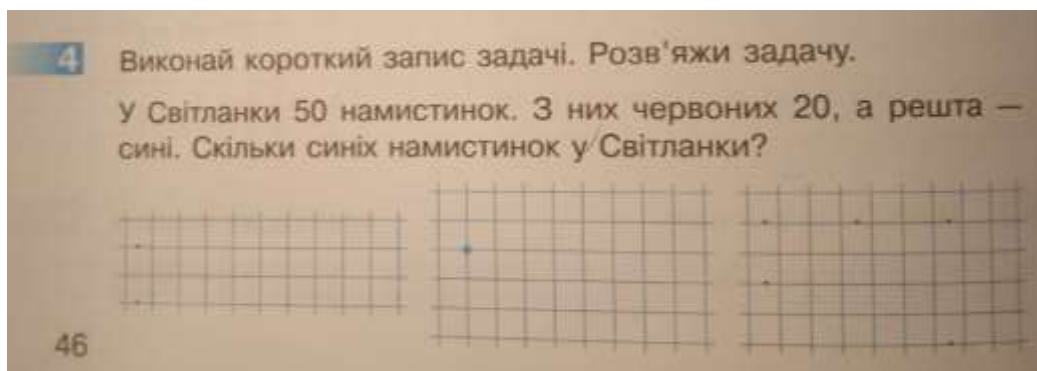 4 Виконай короткий запис задачі. Розв'яжи задачу.
У Світланки 50 намистинок. З них червоних 20, а решта —
сині. Скільки синіх намистинок у Світланки?
46